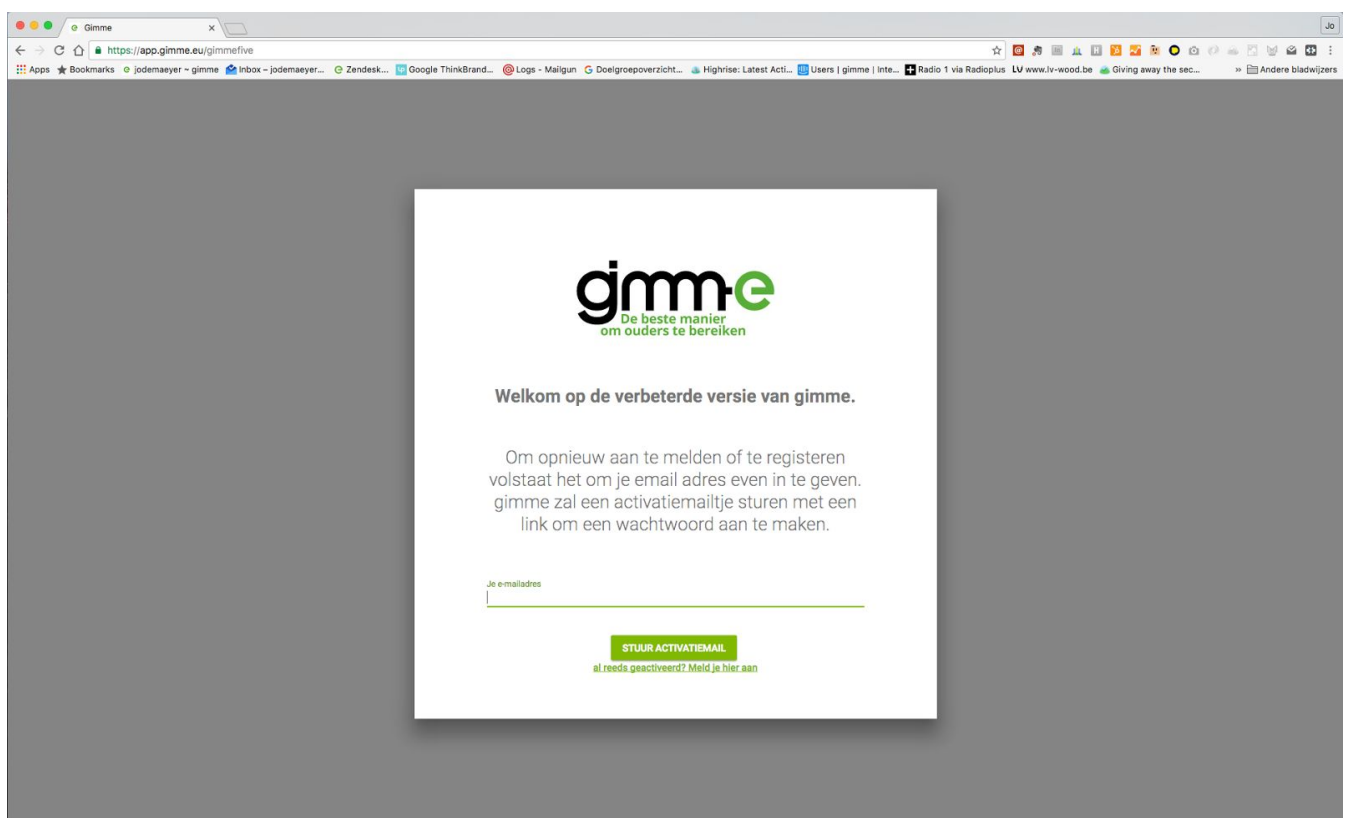 Gimme
Jo
https://app.gimme.eu/gimmefive
Apps Bookmarks jodemaeyer ~ gimme Inbox – jodemaeyer... Zendesk... Google ThinkBrand... Logs - Mailgun Doelgroepoverzicht... Highrise: Latest Acti... Users | gimme | Inte... Radio 1 via Radioplus LV www.lv-wood.be Giving away the sec... » Andere bladwijzers
gimme
De beste manier
om ouders te bereiken
Welkom op de verbeterde versie van gimme.
Om opnieuw aan te melden of te registeren
volstaat het om je email adres even in te geven.
gimme zal een activatiemailtje sturen met een
link om een wachtwoord aan te maken.
Je e-mailadres
STUUR ACTIVATIEMAIL
al reeds geactiveerd? Meld je hier aan